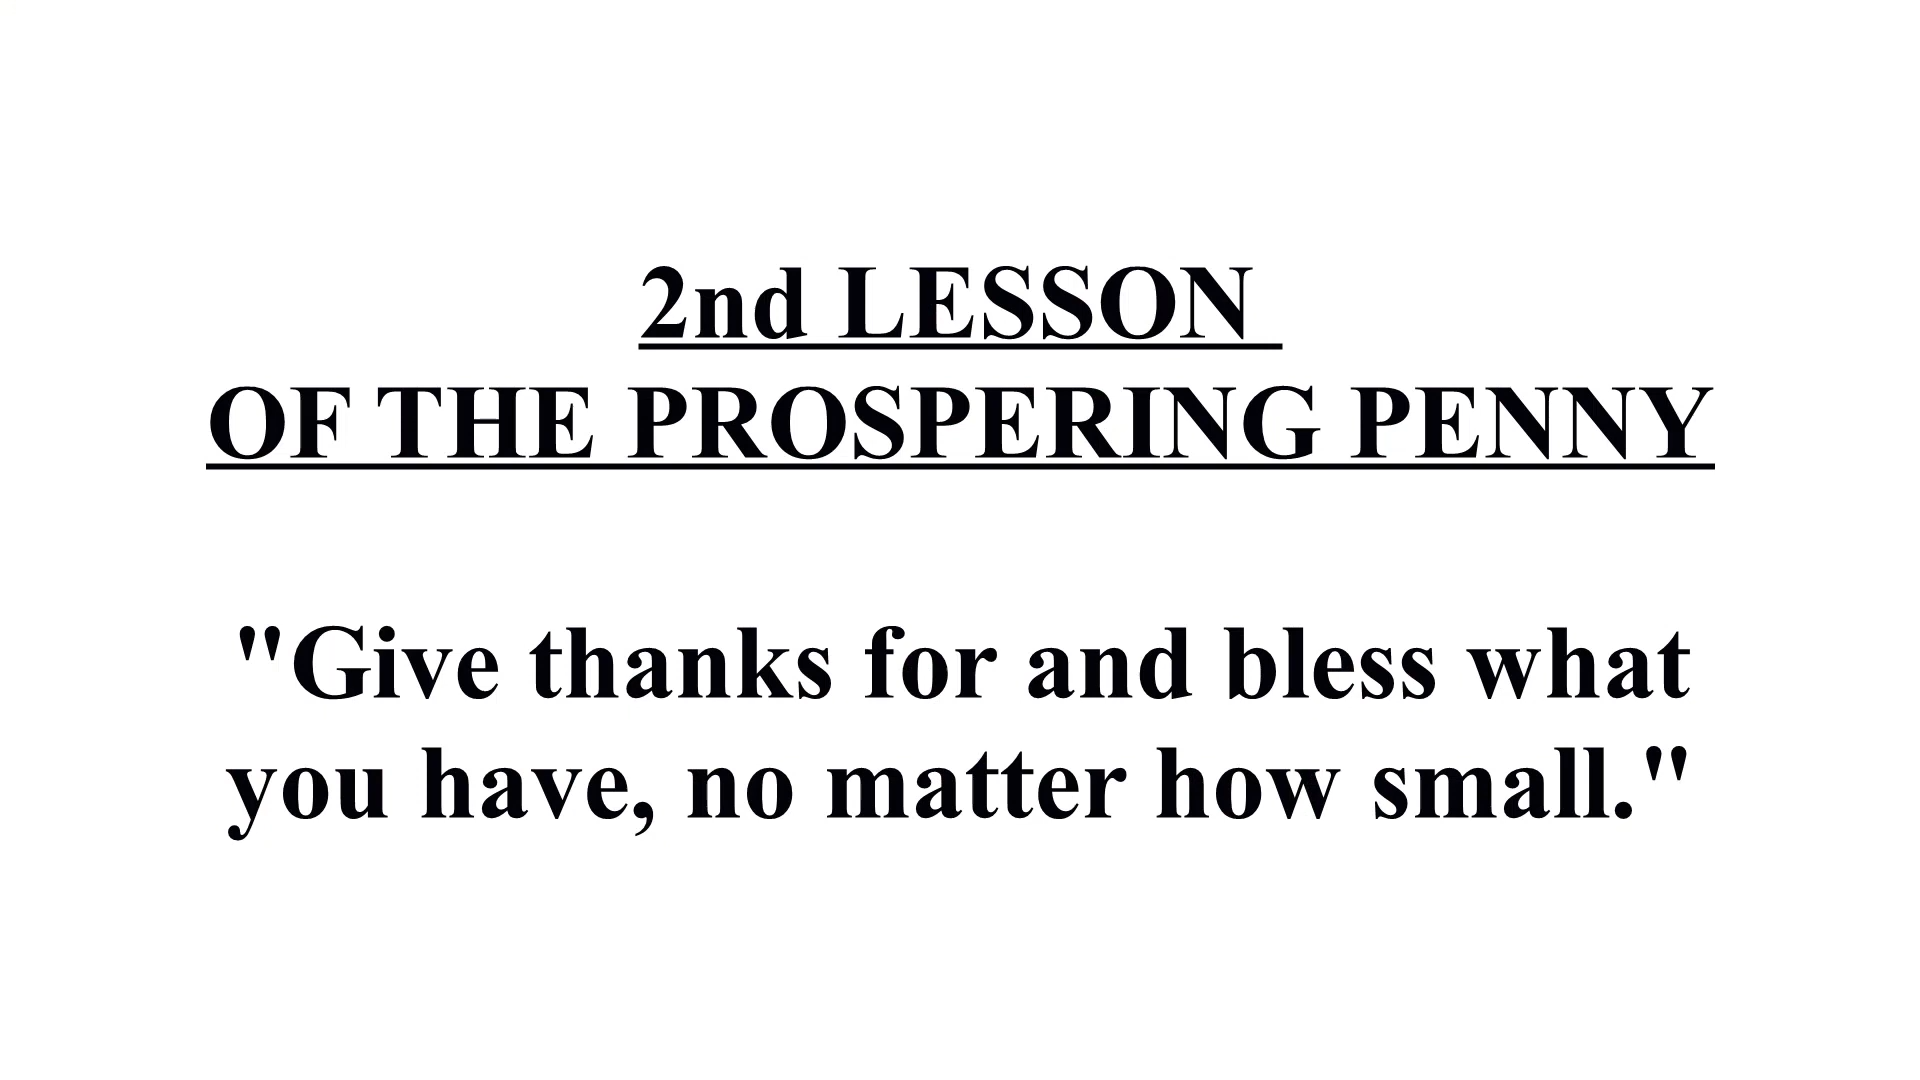 2nd LESSON
OF THE PROSPERING PENNY
"Give thanks for and bless what
you have, no matter how small."